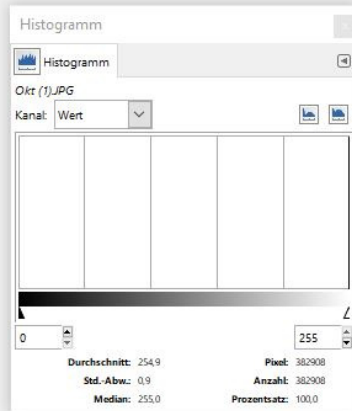 Histogramm
Histogramm
Okt (1).JPG
Kanal: Wert
0 255
Durchschnitt: 254,9 Pixel: 382908
Std.-Abw.: 0,9 Anzahl: 382908
Median: 255,0 Prozentsatz: 100,0